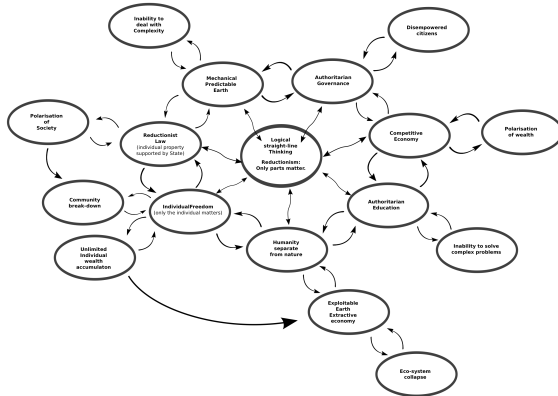 Inability to
deal with
Complexity
Disempowered
citizens
Mechanical
Predictable
Earth
Authoritarian
Governance
Polarisation
of
Society
Reductionist
Law
(individual property
supported by State)
Logical
straight-line
Thinking
Reductionism:
Only parts matter.
Competitive
Economy
Polarisation
of wealth
Community
break-down
IndividualFreedom
(only the individual matters)
Authoritarian
Education
Unlimited
Individual
wealth
accumulaton
Humanity
separate
from nature
Inability to solve
complex problems
Exploitable
Earth
Extractive
economy
Eco-system
collapse